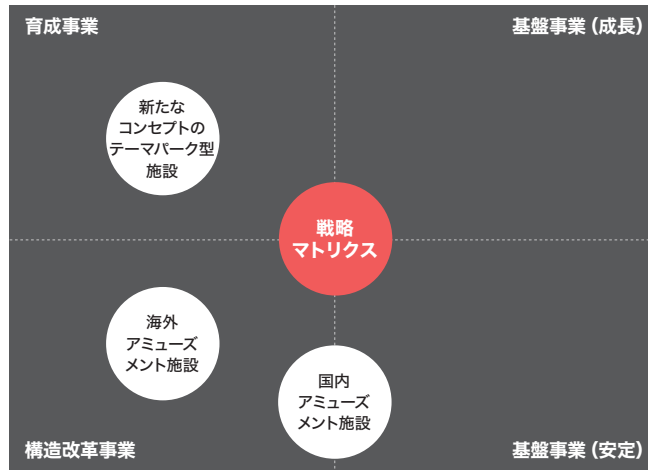 育成事業
基盤事業（成長）
新たな
コンセプトの
テーマパーク型
施設
戦略
マトリクス
海外
アミューズ
メント施設
国内
アミューズ
メント施設
構造改革事業
基盤事業（安定）